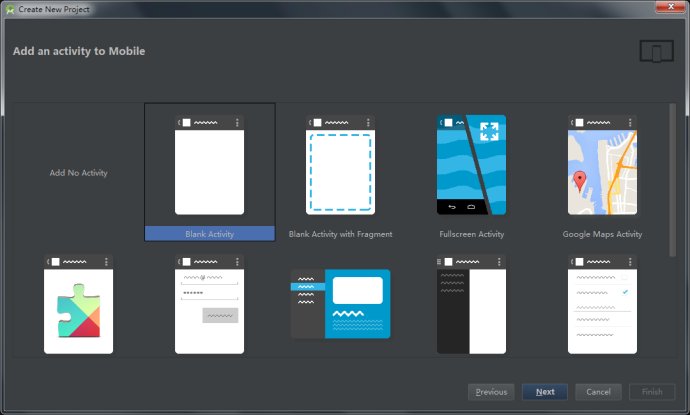 Create New Project
Add an activity to Mobile
Add No Activity
Blank Activity
Blank Activity with Fragment
Fullscreen Activity
Google Maps Activity
Previous
Next
Cancel
Finish